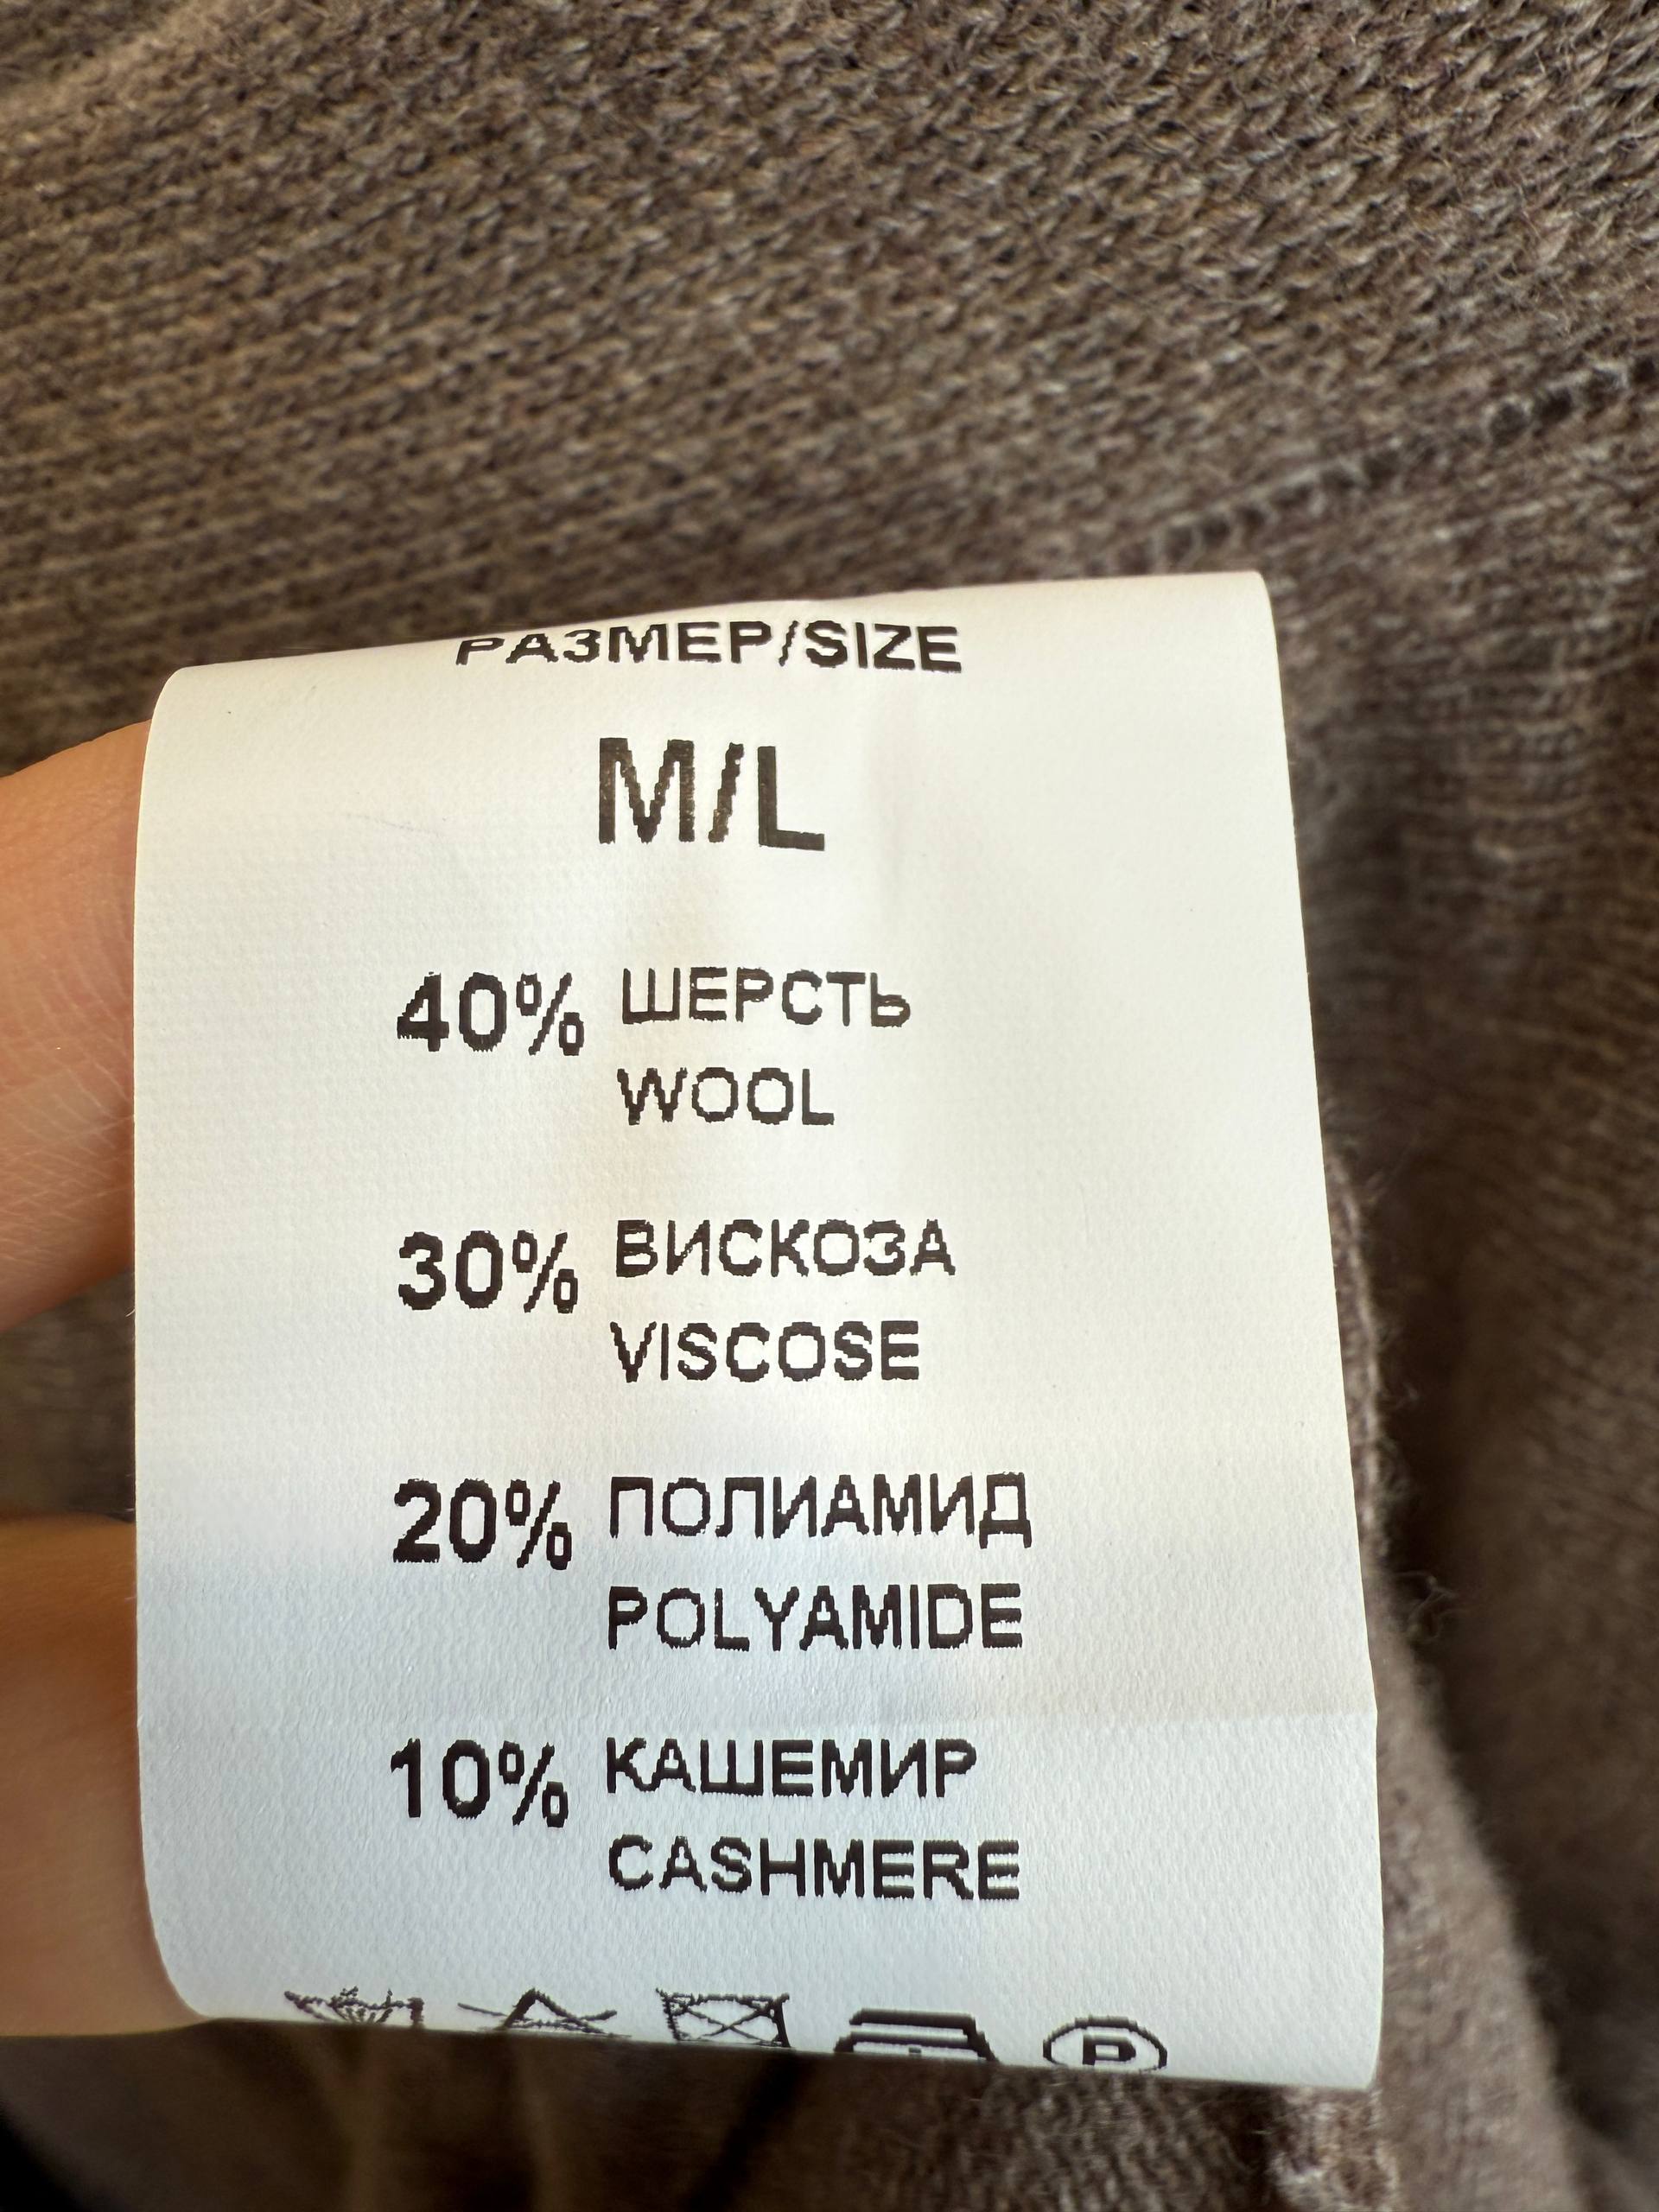 РАЗМЕР/SIZE
M/L
40% ШЕРСТЬ
WOOL
30% ВИСКОЗА
VISCOSE
20% ПОЛИАМИД
POLYAMIDE
10% КАШЕМИР
CASHMERE
P